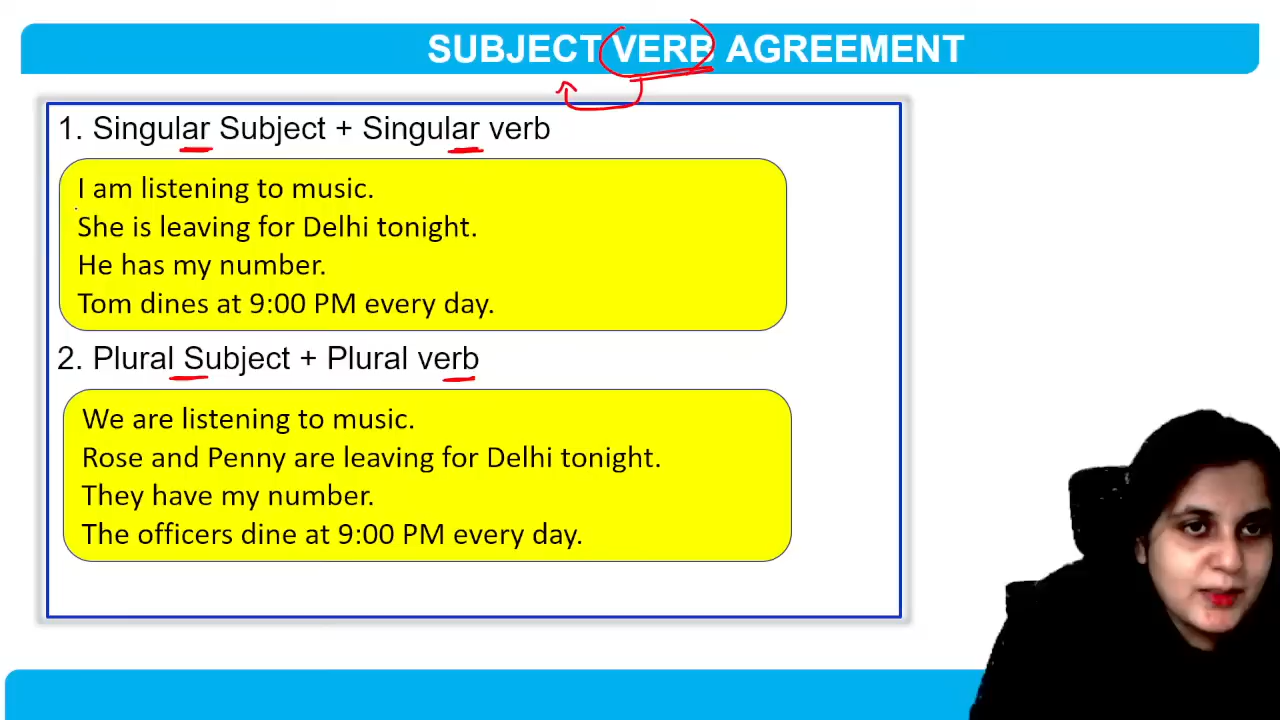 SUBJECT VERB AGREEMENT
1. Singular Subject + Singular verb
I am listening to music.
She is leaving for Delhi tonight.
He has my number.
Tom dines at 9:00 PM every day.
2. Plural Subject + Plural verb
We are listening to music.
Rose and Penny are leaving for Delhi tonight.
They have my number.
The officers dine at 9:00 PM every day.